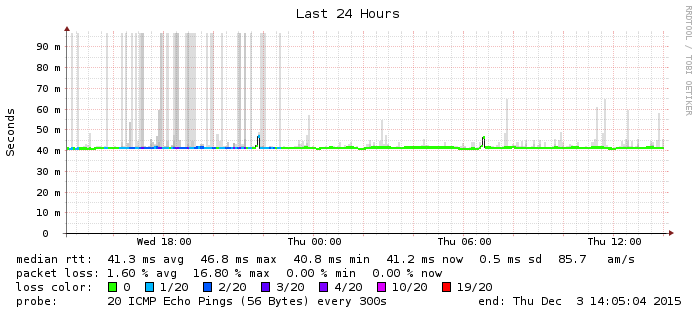 Last 24 Hours
RRDTOOL / TOBI OETIKER
Seconds
90 m
80 m
70 m
60 m
50 m
40 m
30 m
20 m
10 m
0
Wed 18:00 Thu 00:00 Thu 06:00 Thu 12:00
median rtt: 41.3 ms avg 46.8 ms max 40.8 ms min 41.2 ms now 0.5 ms sd 85.7 am/s
packet loss: 1.60 % avg 16.80 % max 0.00 % min 0.00 % now
loss color: 0 1/20 2/20 3/20 4/20 10/20 19/20
probe: 20 ICMP Echo Pings (56 Bytes) every 300s end: Thu Dec 3 14:05:04 2015